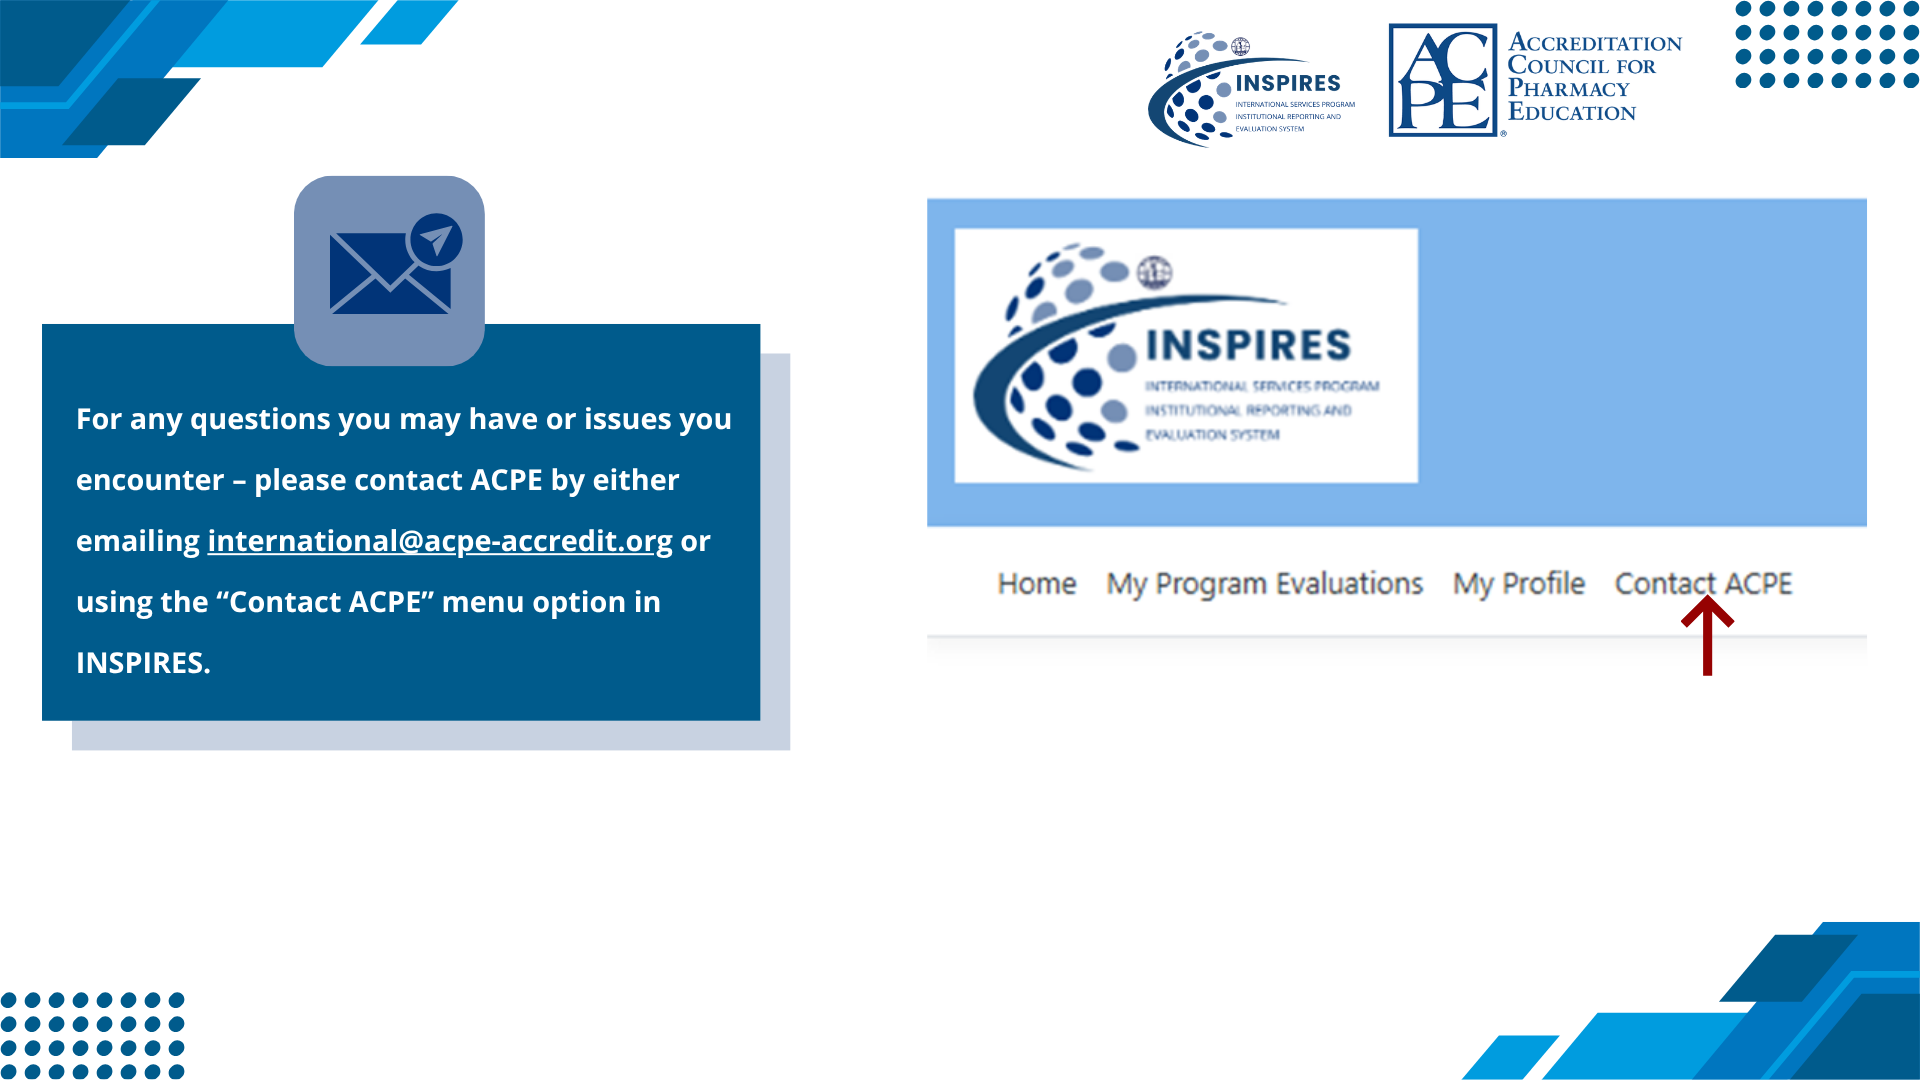 INSPIRES
INTERNATIONAL SERVICES PROGRAM
INSTITUTIONAL REPORTING AND
EVALUATION SYSTEM
AC
PE
®
ACCREDITATION
COUNCIL FOR
PHARMACY
EDUCATION
For any questions you may have or issues you
encounter – please contact ACPE by either
emailing international@acpe-accredit.org or
using the “Contact ACPE” menu option in
INSPIRES.
INSPIRES
INTERNATIONAL SERVICES PROGRAM
INSTITUTIONAL REPORTING AND
EVALUATION SYSTEM
Home My Program Evaluations My Profile Contact ACPE